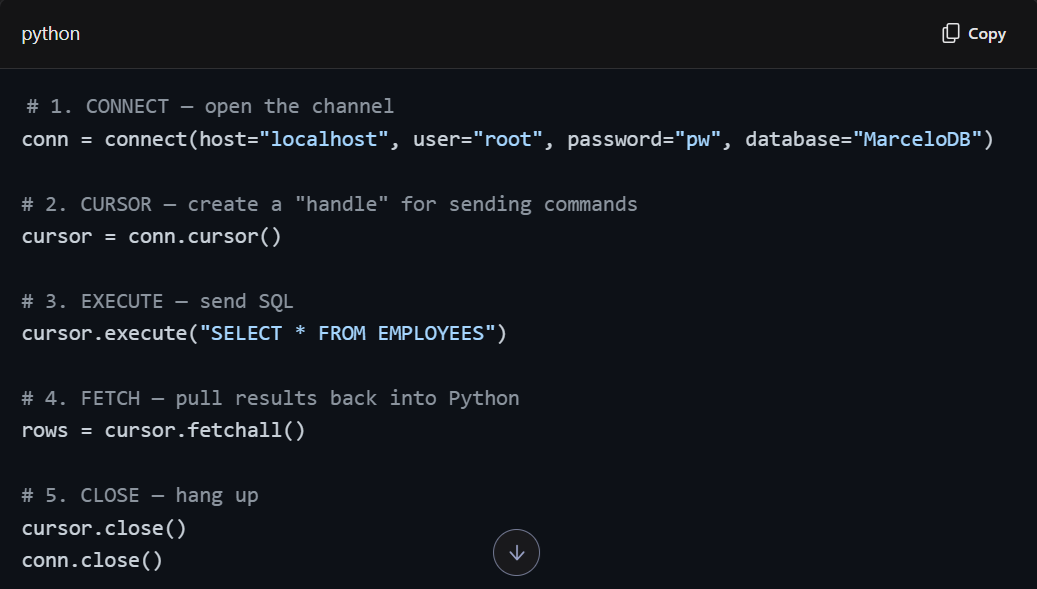 python
Copy
# 1. CONNECT — open the channel
conn = connect(host="localhost", user="root", password="pw", database="MarceloDB")
# 2. CURSOR — create a "handle" for sending commands
cursor = conn.cursor()
# 3. EXECUTE — send SQL
cursor.execute("SELECT * FROM EMPLOYEES")
# 4. FETCH — pull results back into Python
rows = cursor.fetchall()
# 5. CLOSE — hang up
cursor.close()
conn.close()